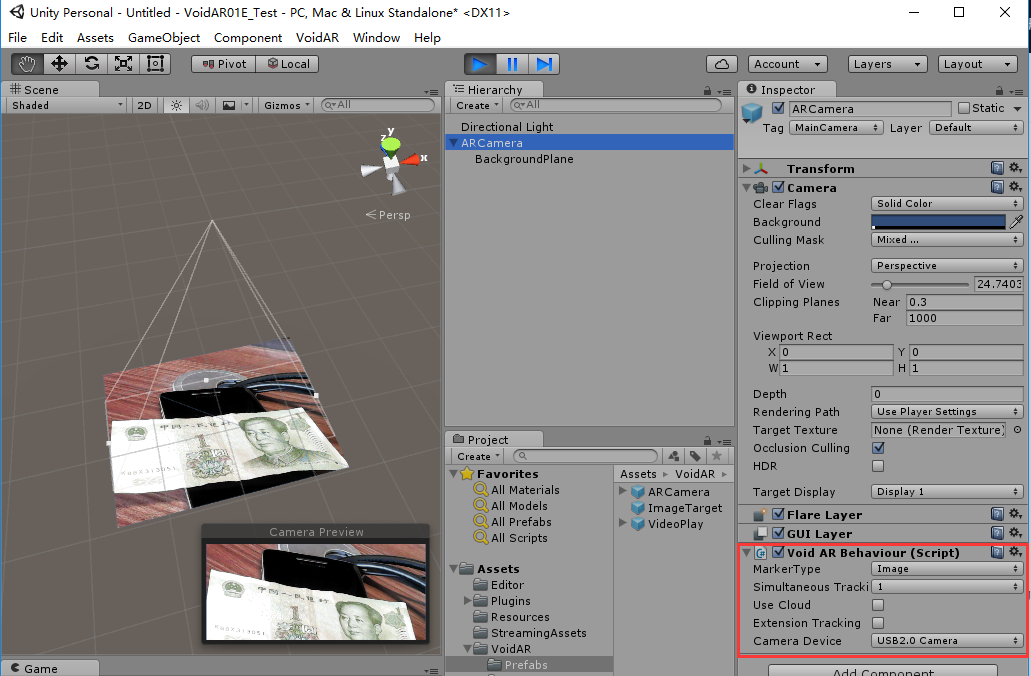 Unity Personal - Untitled - VoidAR01E_Test - PC, Mac & Linux Standalone* <DX11>
File Edit Assets GameObject Component VoidAR Window Help
Pivot Local Account Layers Layout
Scene
Shaded 2D Gizmos All
y
z
x
Persp
Camera Preview
Game
Hierarchy
Create All
Directional Light
ARCamera
BackgroundPlane
Project
Create
Favorites
All Materials
All Models
All Prefabs
All Scripts
Assets
Editor
Plugins
Resources
StreamingAssets
VoidAR
Prefabs
Assets VoidAR
ARCamera
ImageTarget
VideoPlay
Inspector
ARCamera Static
Tag MainCamera Layer Default
Transform
Camera
Clear Flags Solid Color
Background
Culling Mask Mixed ...
Projection Perspective
Field of View 24.7403
Clipping Planes Near 0.3
Far 1000
Viewport Rect
X 0 Y 0
W 1 H 1
Depth 0
Rendering Path Use Player Settings
Target Texture None (Render Texture)
Occlusion Culling
HDR
Target Display Display 1
Flare Layer
GUI Layer
Void AR Behaviour (Script)
MarkerType Image
Simultaneous Tracki 1
Use Cloud
Extension Tracking
Camera Device USB2.0 Camera
Add Component